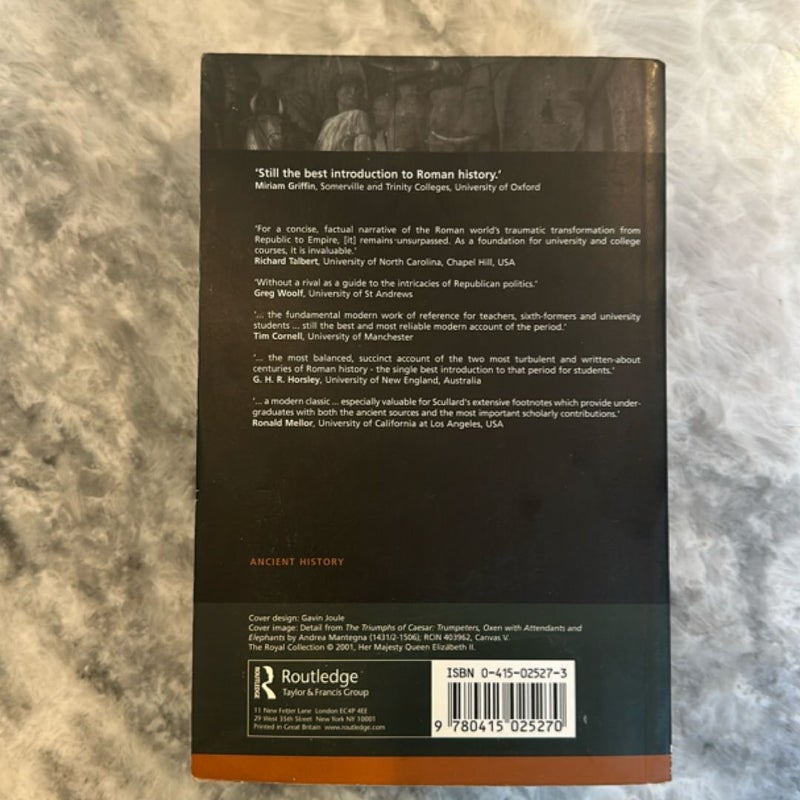 'Still the best introduction to Roman history.'
Miriam Griffin, Somerville and Trinity Colleges, University of Oxford
'For a concise, factual narrative of the Roman world's traumatic transformation from
Republic to Empire, [it] remains unsurpassed. As a foundation for university and college
courses, it is invaluable.'
Richard Talbert, University of North Carolina, Chapel Hill, USA
'Without a rival as a guide to the intricacies of Republican politics.'
Greg Woolf, University of St Andrews
'... the fundamental modern work of reference for teachers, sixth-formers and university
students ... still the best and most reliable modern account of the period.'
Tim Cornell, University of Manchester
'... the most balanced, succinct account of the two most turbulent and written-about
centuries of Roman history - the single best introduction to that period for students.'
G. H. R. Horsley, University of New England, Australia
'... a modern classic ... especially valuable for Scullard's extensive footnotes which provide under-
graduates with both the ancient sources and the most important scholarly contributions.'
Ronald Mellor, University of California at Los Angeles, USA
ANCIENT HISTORY
Cover design: Gavin Joule
Cover image: Detail from The Triumphs of Caesar: Trumpeters, Oxen with Attendants and
Elephants by Andrea Mantegna (1431/2-1506); RCIN 403962, Canvas V.
The Royal Collection © 2001, Her Majesty Queen Elizabeth II.
ROUTLEDGE
Routledge
Taylor & Francis Group
11 New Fetter Lane London EC4P 4EE
29 West 35th Street New York NY 10001
Printed in Great Britain www.routledge.com
ISBN 0-415-02527-3
9 780415 025270